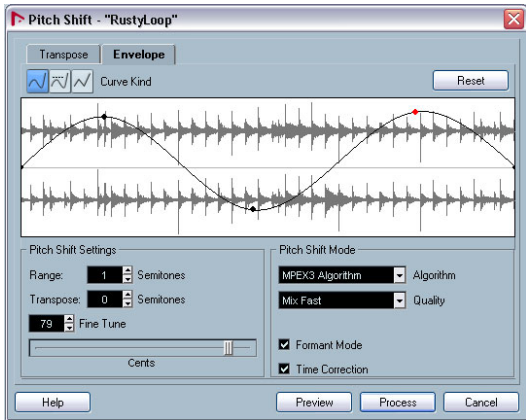 Pitch Shift - "RustyLoop"
Transpose Envelope
Curve Kind Reset
Pitch Shift Settings
Range: 1 Semitones
Transpose: 0 Semitones
79 Fine Tune
Cents
Pitch Shift Mode
MPEX3 Algorithm Algorithm
Mix Fast Quality
Formant Mode
Time Correction
Help Preview Process Cancel